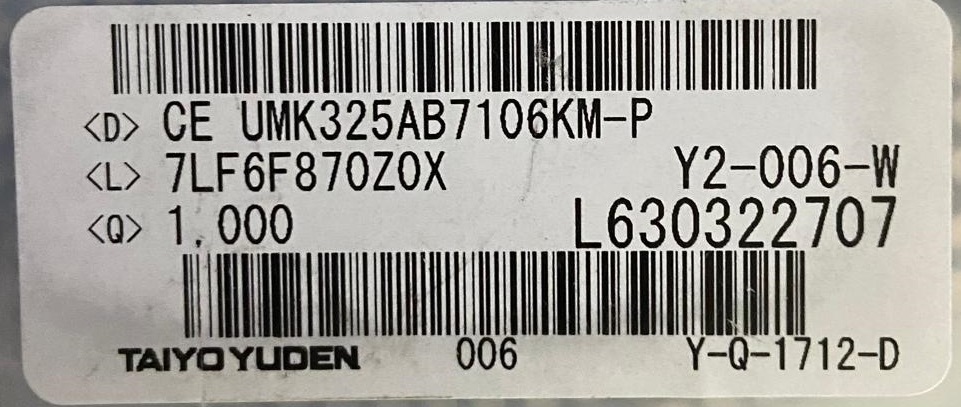 <D> CE UMK325AB7106KM-P
<L> 7LF6F870Z0X Y2-006-W
<Q> 1,000 L630322707
TAIYO YUDEN 006 Y-Q-1712-D